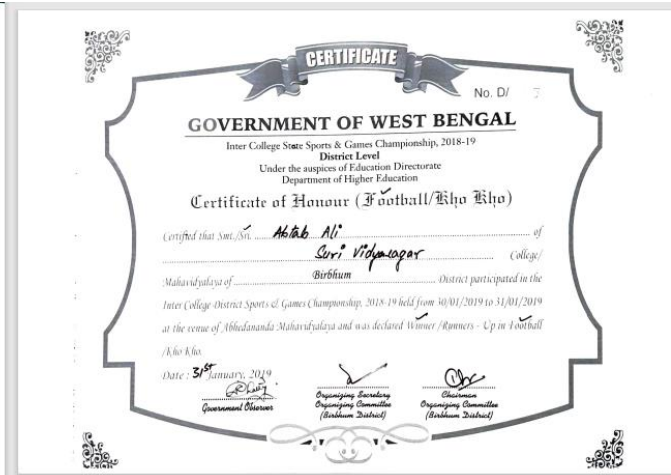 CERTIFICATE
No. D/
GOVERNMENT OF WEST BENGAL
Inter College State Sports & Games Championship, 2018-19
District Level
Under the auspices of Education Directorate
Department of Higher Education
Certificate of Honour (Football/Kho Kho)
Certified that Smt./Sri. Abtab Ali of
Suri Vidyasagar College/
Mahavidyalaya of Birbhum District participated in the
Inter College-District Sports & Games Championship, 2018-19 held from 30/01/2019 to 31/01/2019
at the venue of Abhedananda Mahavidyalaya and was declared Winner /Runners - Up in Football
/Kho Kho.
Date : 31st January, 2019
Government Observer
Organizing Secretary
Organizing Committee
(Birbhum District)
Chairman
Organizing Committee
(Birbhum District)